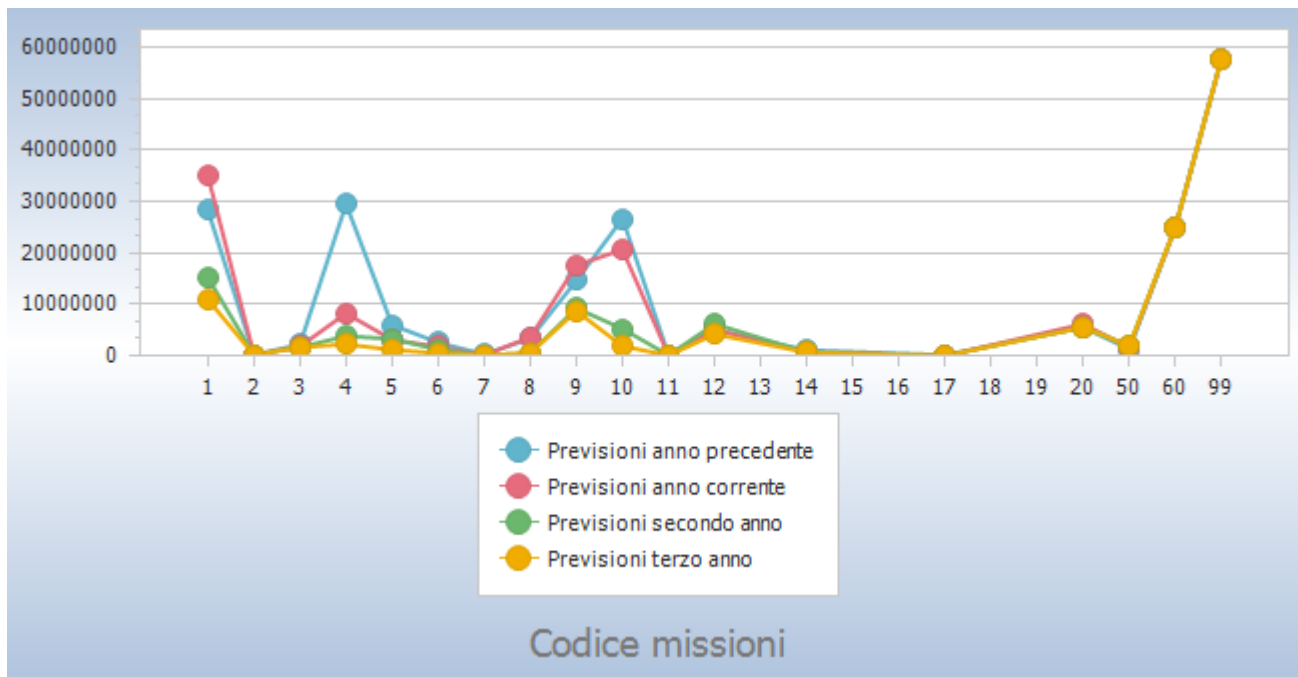 60000000
50000000
40000000
30000000
20000000
10000000
0
1 2 3 4 5 6 7 8 9 10 11 12 13 14 15 16 17 18 19 20 50 60 99
Previsioni anno precedente
Previsioni anno corrente
Previsioni secondo anno
Previsioni terzo anno
Codice missioni